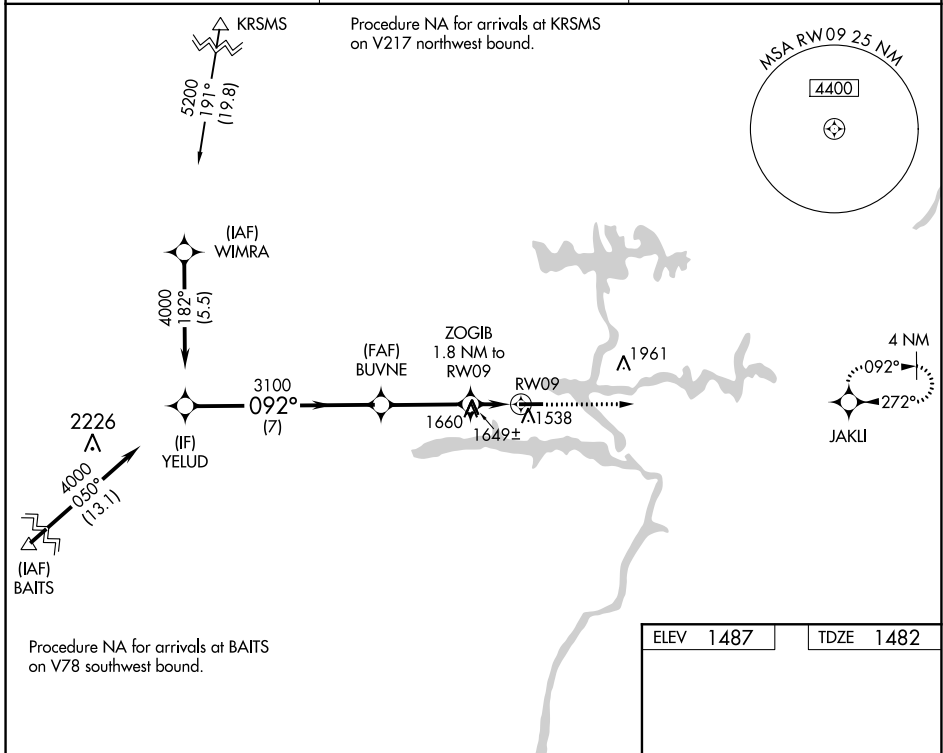 KRSMS
Procedure NA for arrivals at KRSMS
on V217 northwest bound.
MSA RW09 25 NM
4400
5200
191°
(19.8)
(IAF)
WIMRA
4000
182°
(5.5)
ZOGIB
1.8 NM to
RW09
(FAF)
BUVNE
1961
4 NM
092°
272°
JAKLI
3100
092°
(7)
RW09
1538
1660
1649±
2226
(IF)
YELUD
4000
050°
(13.1)
(IAF)
BAITS
Procedure NA for arrivals at BAITS
on V78 southwest bound.
ELEV 1487
TDZE 1482